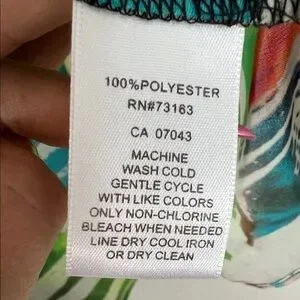 100%POLYESTER
RN#73163
CA 07043
MACHINE
WASH COLD
GENTLE CYCLE
WITH LIKE COLORS
ONLY NON-CHLORINE
BLEACH WHEN NEEDED
LINE DRY COOL IRON
OR DRY CLEAN